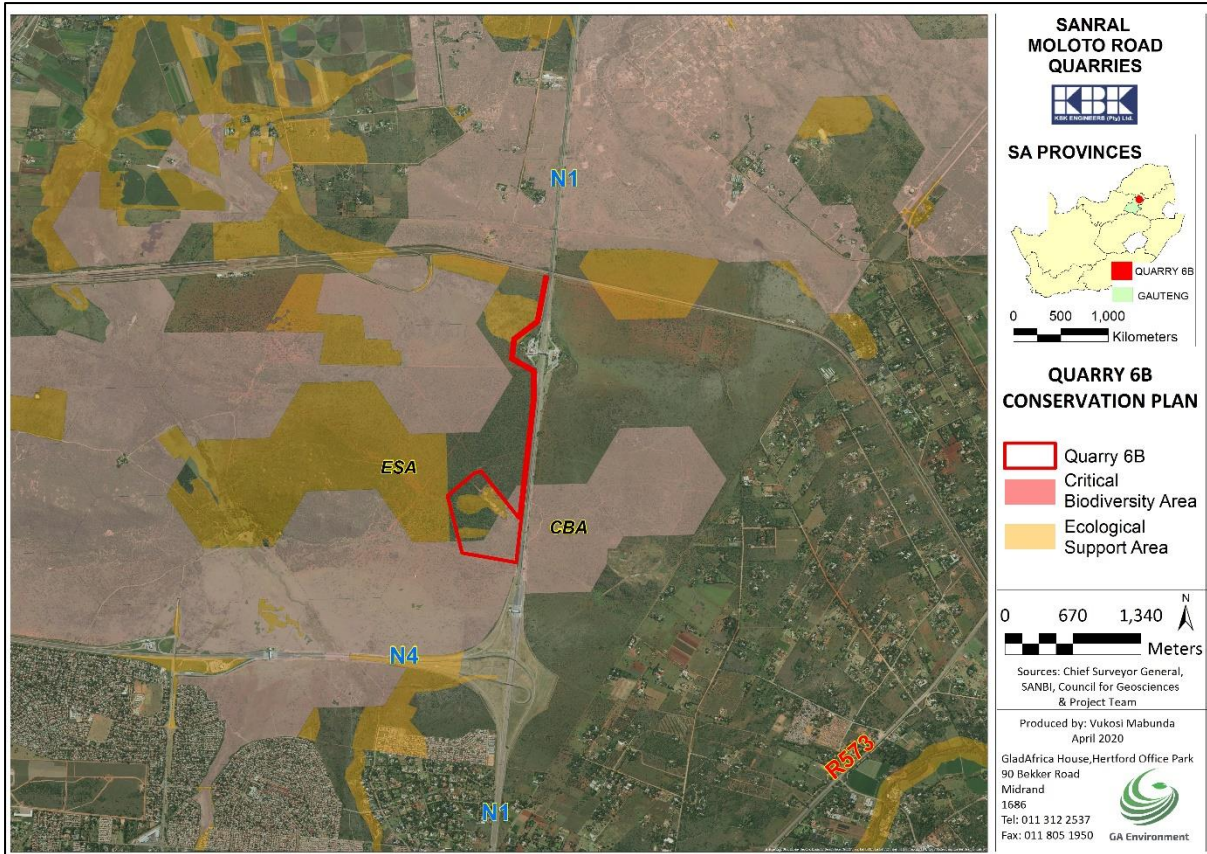 N1
ESA
CBA
N4
R573
N1
SANRAL
MOLOTO ROAD
QUARRIES
KBK
KBK ENGINEERS (Pty) Ltd.
SA PROVINCES
QUARRY 6B
GAUTENG
0 500 1,000
Kilometers
QUARRY 6B
CONSERVATION PLAN
Quarry 6B
Critical
Biodiversity Area
Ecological
Support Area
N
0 670 1,340
Meters
Sources: Chief Surveyor General,
SANBI, Council for Geosciences
& Project Team
Produced by: Vukosi Mabunda
April 2020
GladAfrica House,Hertford Office Park
90 Bekker Road
Midrand
1686
Tel: 011 312 2537
Fax: 011 805 1950
GA Environment